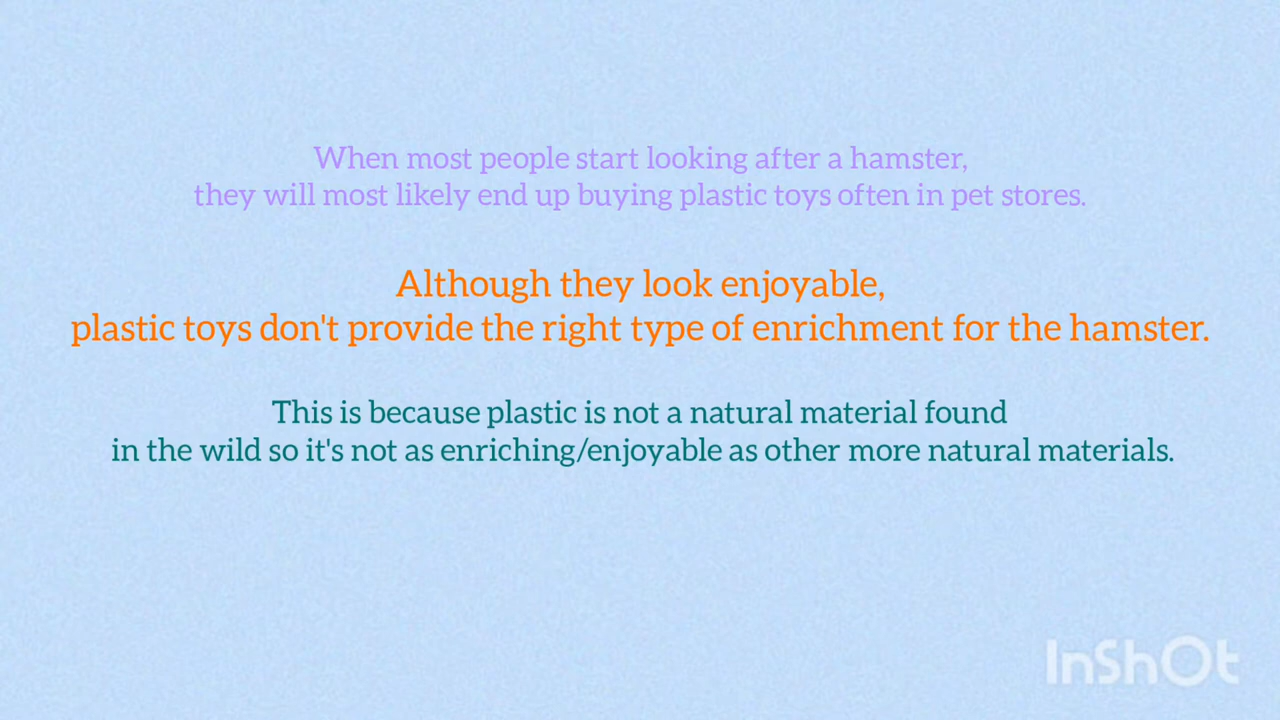 When most people start looking after a hamster,
they will most likely end up buying plastic toys often in pet stores.
Although they look enjoyable,
plastic toys don't provide the right type of enrichment for the hamster.
This is because plastic is not a natural material found
in the wild so it's not as enriching/enjoyable as other more natural materials.
InShOt